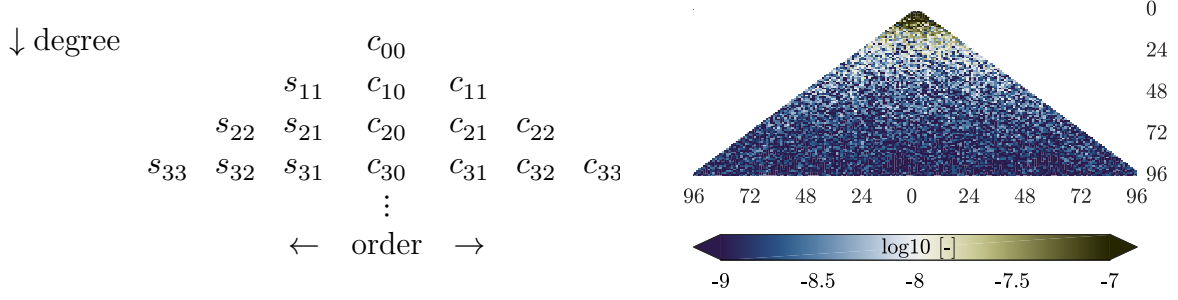 ↓ degree
c00
s11 c10 c11
s22 s21 c20 c21 c22
s33 s32 s31 c30 c31 c32 c33
⋮
← order →
0
24
48
72
96
96 72 48 24 0 24 48 72 96
log10 [-]
-9 -8.5 -8 -7.5 -7